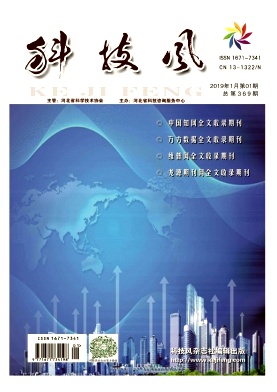 科技风
KE JI FENG
ISSN 1671-7341
CN 13-1322/N
2019年1月第01期
总第369期
主管：河北省科学技术协会 主办：河北省科技咨询服务中心
中国知网全文收录期刊
万方数据全文收录期刊
维普网全文收录期刊
龙源期刊网全文收录期刊
ISSN 1671-7341
科技风杂志社编辑出版